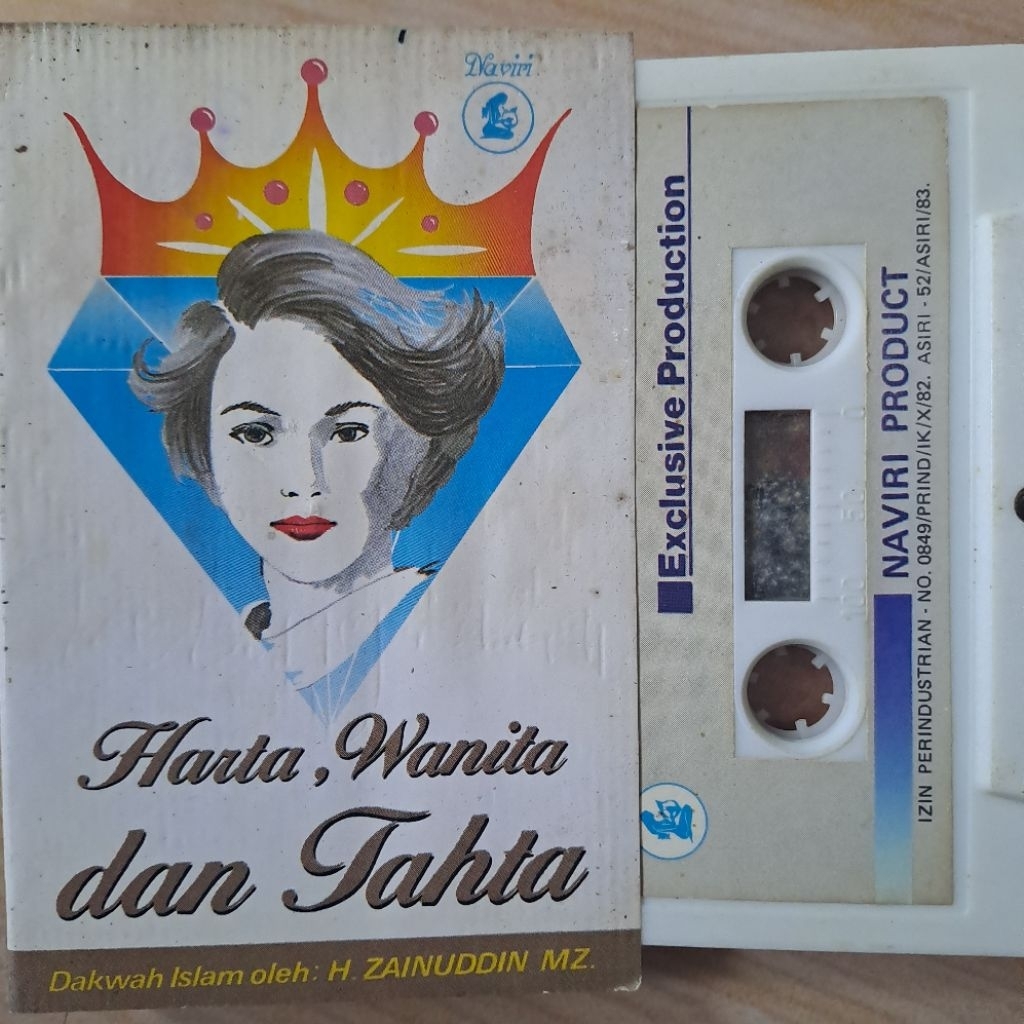 Naviri
Harta, Wanita
dan Tahta
Dakwah Islam oleh: H. ZAINUDDIN MZ.
Exclusive Production
NAVIRI PRODUCT
IZIN PERINDUSTRIAN - NO. 0849/PRIND/IK/X/82. ASIRI - 52/ASIRI/83.